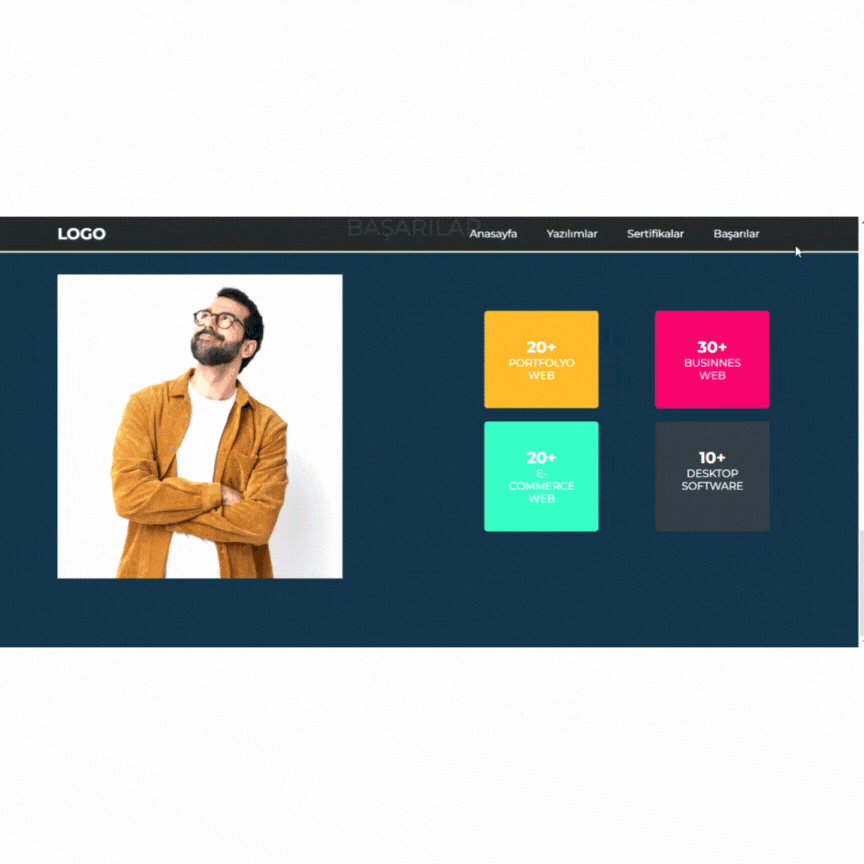 LOGO
BAŞARILAR
Anasayfa Yazılımlar Sertifikalar Başarılar
20+
PORTFOLYO
WEB
30+
BUSINNES
WEB
20+
E-
COMMERCE
WEB
10+
DESKTOP
SOFTWARE